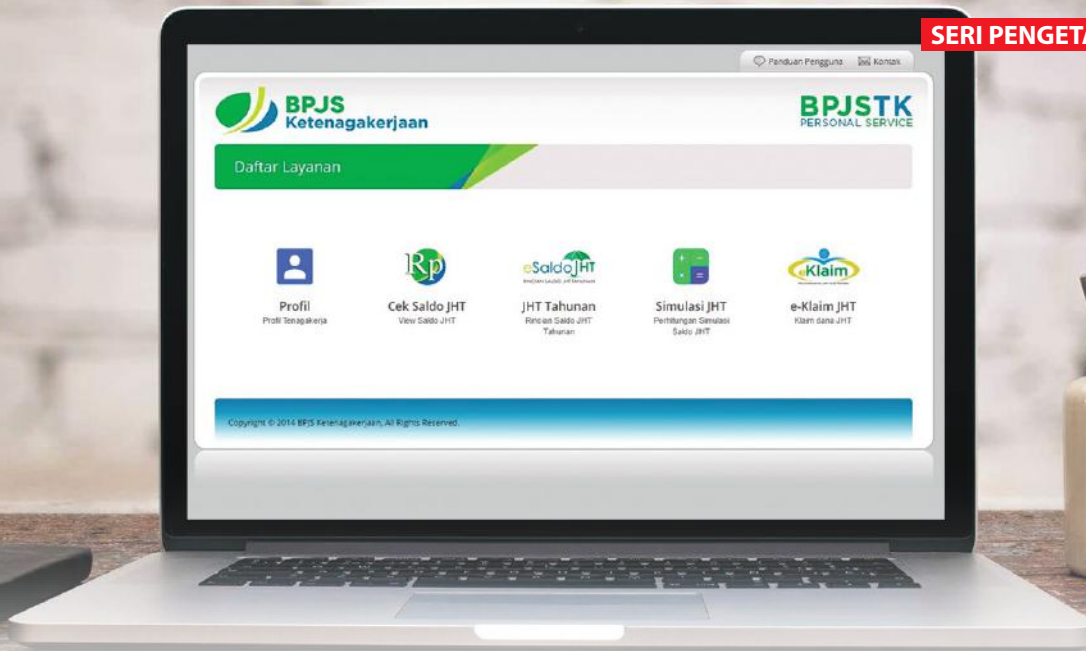 SERI PENGETA
Panduan Pengguna
Kontak
BPJS
Ketenagakerjaan
BPJSTK
PERSONAL SERVICE
Daftar Layanan
Rp
eSaldoJHT
eKlaim
Profil
Profil Tenagakerja
Cek Saldo JHT
View Saldo JHT
JHT Tahunan
Rincian Saldo JHT
Tahunan
Simulasi JHT
Perhitungan Simulasi
Saldo JHT
e-Klaim JHT
Klaim dana JHT
Copyright © 2014 BPJS Ketenagakerjaan, All Rights Reserved.